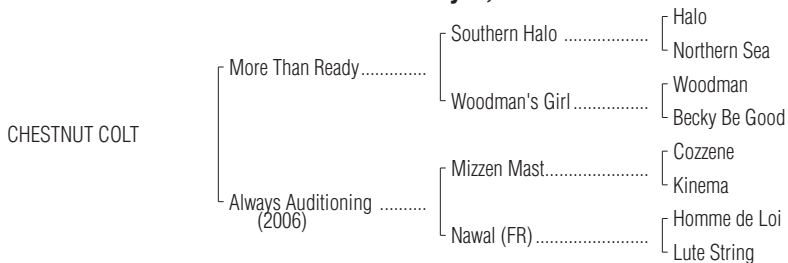 Halo
Southern Halo ..................
Northern Sea
More Than Ready..............
Woodman
Woodman's Girl................
Becky Be Good
CHESTNUT COLT
Cozzene
Mizzen Mast......................
Kinema
Always Auditioning ..........
(2006)
Homme de Loi
Nawal (FR)........................
Lute String